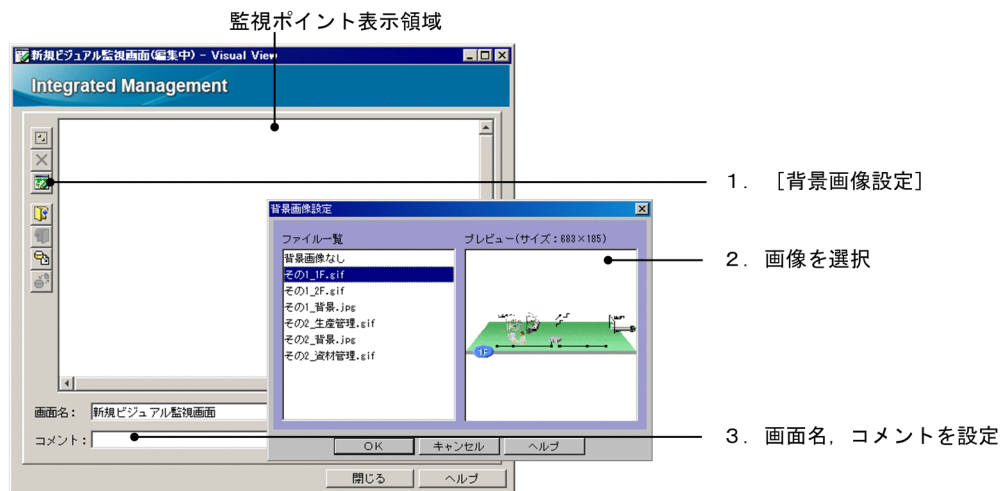 監視ポイント表示領域
新規ビジュアル監視画面(編集中) - Visual View
Integrated Management
1. [背景画像設定]
背景画像設定
ファイル一覧
プレビュー(サイズ:683×185)
背景画像なし
その1_1F.gif
その1_2F.gif
その1_背景.jpg
その2_生産管理.gif
その2_背景.jpg
その2_資材管理.gif
1F
2. 画像を選択
画面名: 新規ビジュアル監視画面
コメント:
3. 画面名,コメントを設定
OK キャンセル ヘルプ
閉じる ヘルプ